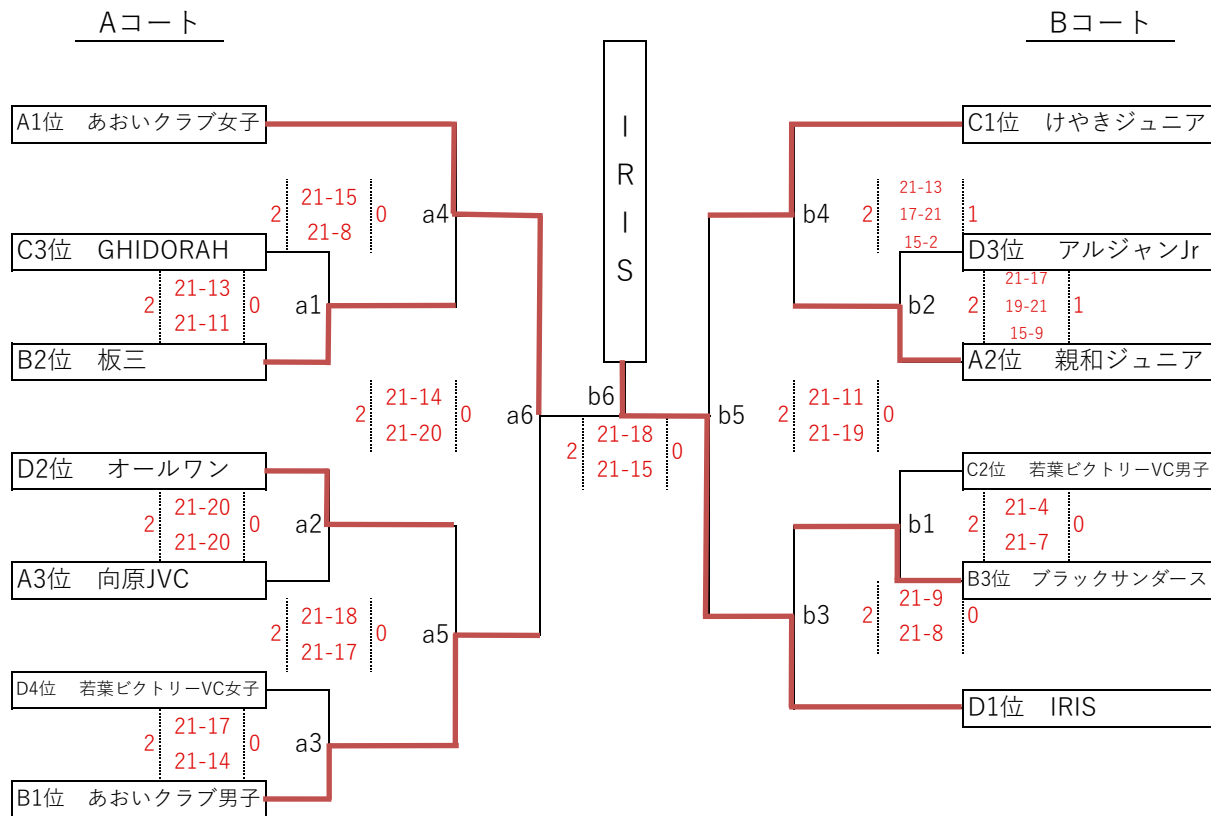 Aコート
Bコート
IRIS
A1位 あおいクラブ女子
C1位 けやきジュニア
2 21-15 0
21-8
a4
b4
2 21-13 1
17-21
15-2
C3位 GHIDORAH
D3位 アルジャンJr
2 21-13 0
21-11
a1
b2
2 21-17 1
19-21
15-9
B2位 板三
A2位 親和ジュニア
2 21-14 0
21-20
a6
b6
2 21-18 0
21-15
b5
2 21-11 0
21-19
D2位 オールワン
C2位 若葉ビクトリーVC男子
2 21-20 0
21-20
a2
b1
2 21-4 0
21-7
A3位 向原JVC
B3位 ブラックサンダース
2 21-18 0
21-17
a5
b3
2 21-9 0
21-8
D4位 若葉ビクトリーVC女子
D1位 IRIS
2 21-17 0
21-14
a3
B1位 あおいクラブ男子